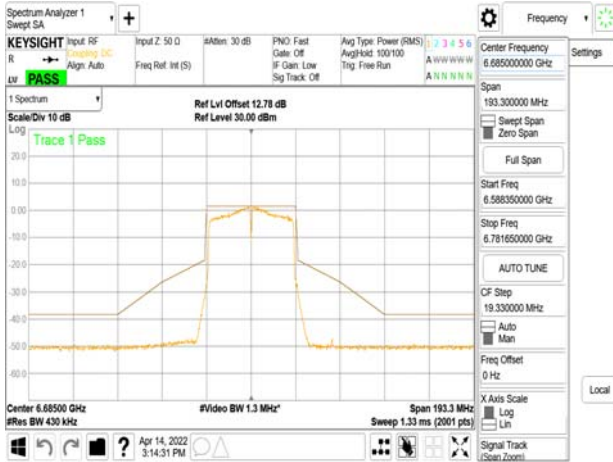 Spectrum Analyzer 1
Swept SA
+
Frequency
KEYSIGHT
Input: RF
Coupling: DC
Align: Auto
Input Z: 50 Ω
Freq Ref: Int (S)
#Atten: 30 dB
PNO: Fast
Gate: Off
IF Gain: Low
Sig Track: Off
Avg Type: Power (RMS)
Avg|Hold: 100/100
Trig: Free Run
1 2 3 4 5 6
A W W W W W
A N N N N N
R
LV
PASS
1 Spectrum
Scale/Div 10 dB
Ref Lvl Offset 12.78 dB
Ref Level 30.00 dBm
Log
Trace 1 Pass
20.0
10.0
0.00
-10.0
-20.0
-30.0
-40.0
-50.0
-60.0
Center 6.68500 GHz
#Res BW 430 kHz
#Video BW 1.3 MHz*
Span 193.3 MHz
Sweep 1.33 ms (2001 pts)
Apr 14, 2022
3:14:31 PM
?
Center Frequency
6.685000000 GHz
Settings
Span
193.300000 MHz
Swept Span
Zero Span
Full Span
Start Freq
6.588350000 GHz
Stop Freq
6.781650000 GHz
AUTO TUNE
CF Step
19.330000 MHz
Auto
Man
Freq Offset
0 Hz
X Axis Scale
Log
Lin
Local
Signal Track
(Span Zoom)